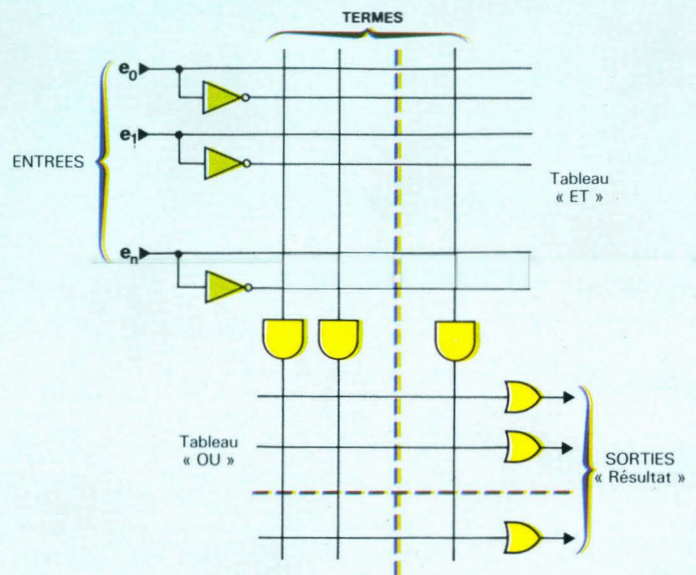 TERMES
e0
e1
ENTREES
Tableau
« ET »
en
Tableau
« OU »
SORTIES
« Résultat »